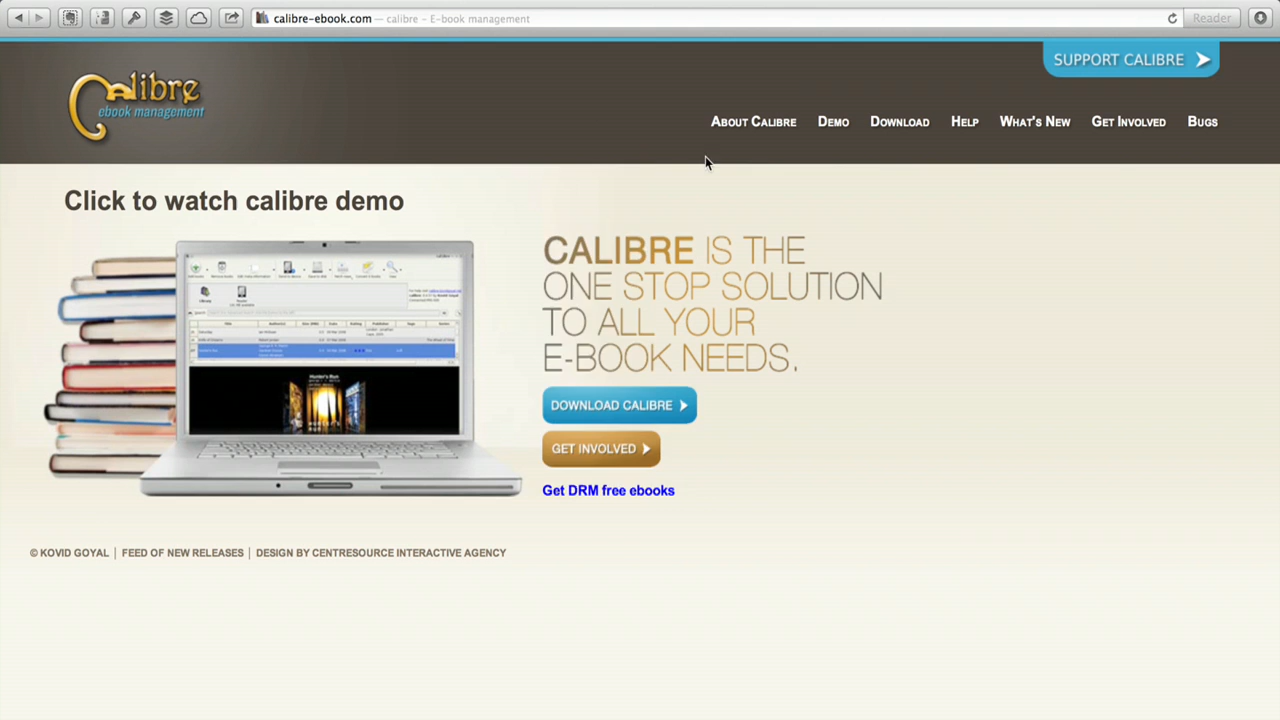 calibre-ebook.com — calibre - E-book management
Reader
SUPPORT CALIBRE
Calibre
ebook management
About Calibre Demo Download Help What's New Get Involved Bugs
Click to watch calibre demo
CALIBRE IS THE
ONE STOP SOLUTION
TO ALL YOUR
E-BOOK NEEDS.
DOWNLOAD CALIBRE
GET INVOLVED
Get DRM free ebooks
© KOVID GOYAL | FEED OF NEW RELEASES | DESIGN BY CENTRESOURCE INTERACTIVE AGENCY